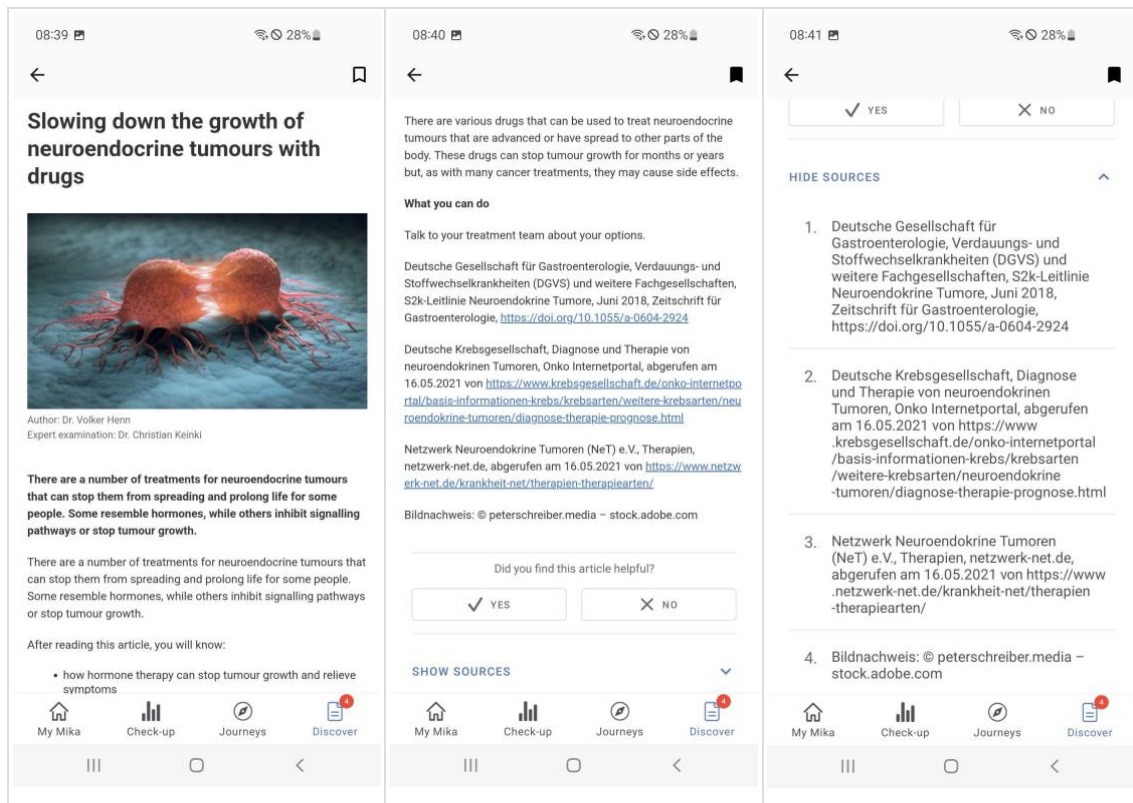 08:39
28%
Slowing down the growth of
neuroendocrine tumours with
drugs
Author: Dr. Volker Henn
Expert examination: Dr. Christian Keinki
There are a number of treatments for neuroendocrine tumours
that can stop them from spreading and prolong life for some
people. Some resemble hormones, while others inhibit signalling
pathways or stop tumour growth.
There are a number of treatments for neuroendocrine tumours that
can stop them from spreading and prolong life for some people.
Some resemble hormones, while others inhibit signalling pathways
or stop tumour growth.
After reading this article, you will know:
• how hormone therapy can stop tumour growth and relieve
symptoms
4
My Mika
Check-up
Journeys
Discover
08:40
28%
There are various drugs that can be used to treat neuroendocrine
tumours that are advanced or have spread to other parts of the
body. These drugs can stop tumour growth for months or years
but, as with many cancer treatments, they may cause side effects.
What you can do
Talk to your treatment team about your options.
Deutsche Gesellschaft für Gastroenterologie, Verdauungs- und
Stoffwechselkrankheiten (DGVS) und weitere Fachgesellschaften,
S2k-Leitlinie Neuroendokrine Tumore, Juni 2018, Zeitschrift für
Gastroenterologie, https://doi.org/10.1055/a-0604-2924
Deutsche Krebsgesellschaft, Diagnose und Therapie von
neuroendokrinen Tumoren, Onko Internetportal, abgerufen am
16.05.2021 von https://www.krebsgesellschaft.de/onko-internetpo
rtal/basis-informationen-krebs/krebsarten/weitere-krebsarten/neu
roendokrine-tumoren/diagnose-therapie-prognose.html
Netzwerk Neuroendokrine Tumoren (NeT) e.V., Therapien,
netzwerk-net.de, abgerufen am 16.05.2021 von https://www.netzw
erk-net.de/krankheit-net/therapien-therapiearten/
Bildnachweis: © peterschreiber.media – stock.adobe.com
Did you find this article helpful?
YES
NO
SHOW SOURCES
4
My Mika
Check-up
Journeys
Discover
08:41
28%
YES
NO
HIDE SOURCES
1. Deutsche Gesellschaft für
Gastroenterologie, Verdauungs- und
Stoffwechselkrankheiten (DGVS) und
weitere Fachgesellschaften, S2k-Leitlinie
Neuroendokrine Tumore, Juni 2018,
Zeitschrift für Gastroenterologie,
https://doi.org/10.1055/a-0604-2924
2. Deutsche Krebsgesellschaft, Diagnose
und Therapie von neuroendokrinen
Tumoren, Onko Internetportal, abgerufen
am 16.05.2021 von https://www
.krebsgesellschaft.de/onko-internetportal
/basis-informationen-krebs/krebsarten
/weitere-krebsarten/neuroendokrine
-tumoren/diagnose-therapie-prognose.html
3. Netzwerk Neuroendokrine Tumoren
(NeT) e.V., Therapien, netzwerk-net.de,
abgerufen am 16.05.2021 von https://www
.netzwerk-net.de/krankheit-net/therapien
-therapiearten/
4. Bildnachweis: © peterschreiber.media –
stock.adobe.com
4
My Mika
Check-up
Journeys
Discover